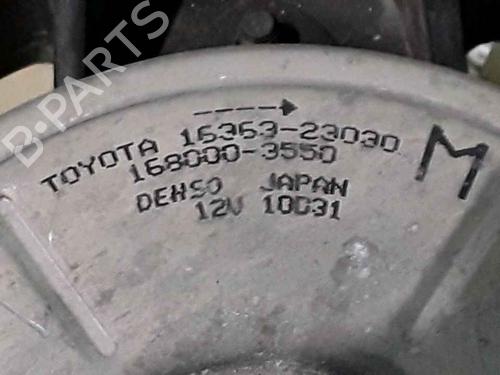 B-PARTS
TOYOTA 16363-23030
168000-3550
DENSO JAPAN
12V 10D31
M